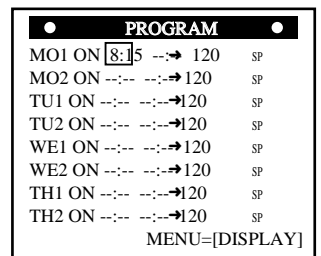 PROGRAM
MO1 ON 8:15 --:➔ 120 SP
MO2 ON --:-- --:--➔120 SP
TU1 ON --:-- --:--➔120 SP
TU2 ON --:-- --:--➔120 SP
WE1 ON --:-- --:--➔120 SP
WE2 ON --:-- --:--➔120 SP
TH1 ON --:-- --:--➔120 SP
TH2 ON --:-- --:--➔120 SP
MENU=[DISPLAY]